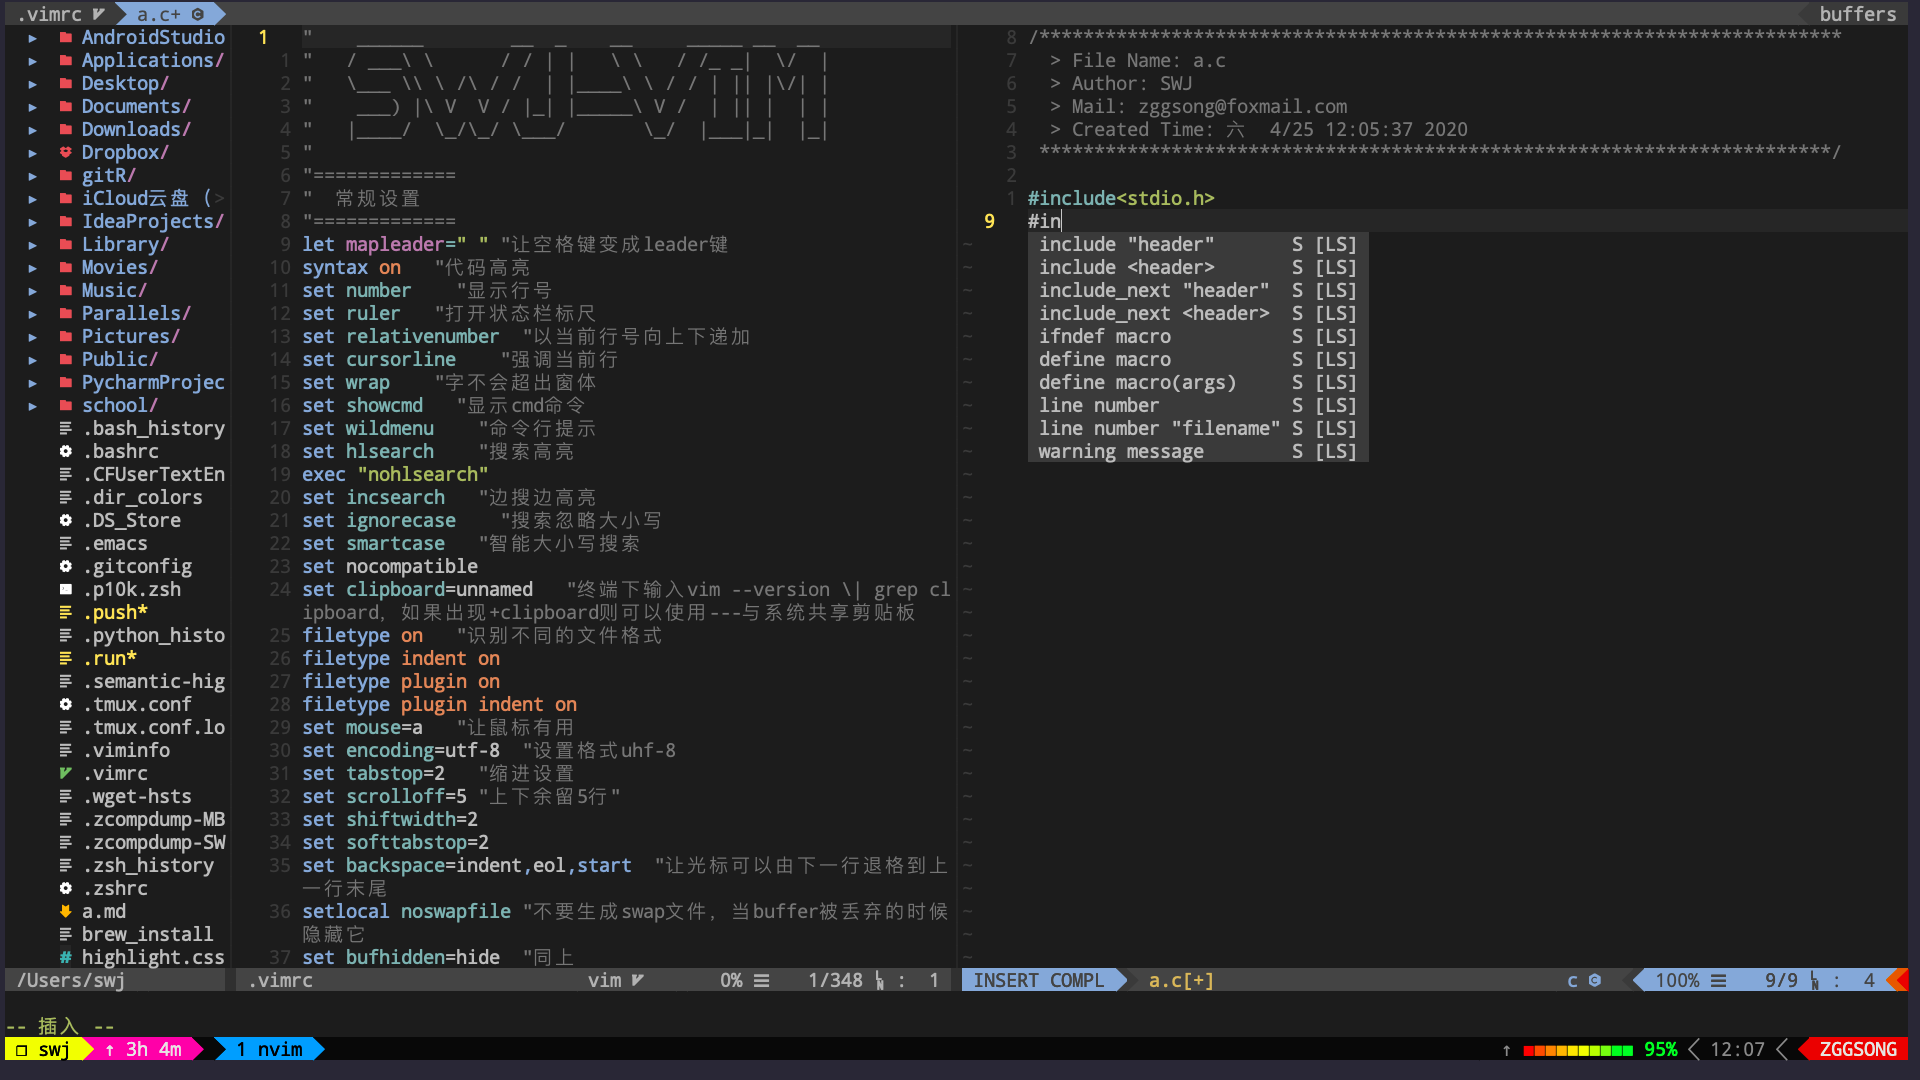 .vimrc a.c+ buffers
AndroidStudio
Applications/
Desktop/
Documents/
Downloads/
Dropbox/
gitR/
iCloud云盘 (>
IdeaProjects/
Library/
Movies/
Music/
Parallels/
Pictures/
Public/
PycharmProjec
school/
.bash_history
.bashrc
.CFUserTextEn
.dir_colors
.DS_Store
.emacs
.gitconfig
.p10k.zsh
.push*
.python_histo
.run*
.semantic-hig
.tmux.conf
.tmux.conf.lo
.viminfo
.vimrc
.wget-hsts
.zcompdump-MB
.zcompdump-SW
.zsh_history
.zshrc
a.md
brew_install
highlight.css
1 "    ______        __  _    __     _____ __  __
1 "   / ___\ \      / / | |   \ \   / /_ _|  \/  |
2 "   \___ \\ \ /\ / /  | |____\ \ / / | || |\/| |
3 "    ___) |\ V  V / |_| |_____\ V /  | || |  | |
4 "   |____/  \_/\_/ \___/       \_/  |___|_|  |_|
5 "
6 "=============
7 "  常规设置
8 "=============
9 let mapleader=" " "让空格键变成leader键
10 syntax on   "代码高亮
11 set number    "显示行号
12 set ruler   "打开状态栏标尺
13 set relativenumber  "以当前行号向上下递加
14 set cursorline    "强调当前行
15 set wrap    "字不会超出窗体
16 set showcmd   "显示cmd命令
17 set wildmenu    "命令行提示
18 set hlsearch    "搜索高亮
19 exec "nohlsearch"
20 set incsearch   "边搜边高亮
21 set ignorecase    "搜索忽略大小写
22 set smartcase   "智能大小写搜索
23 set nocompatible
24 set clipboard=unnamed   "终端下输入vim --version \| grep cl
ipboard, 如果出现+clipboard则可以使用---与系统共享剪贴板
25 filetype on   "识别不同的文件格式
26 filetype indent on
27 filetype plugin on
28 filetype plugin indent on
29 set mouse=a   "让鼠标有用
30 set encoding=utf-8  "设置格式uhf-8
31 set tabstop=2   "缩进设置
32 set scrolloff=5 "上下余留5行"
33 set shiftwidth=2
34 set softtabstop=2
35 set backspace=indent,eol,start  "让光标可以由下一行退格到上
一行末尾
36 setlocal noswapfile "不要生成swap文件, 当buffer被丢弃的时候
隐藏它
37 set bufhidden=hide  "同上
8 /*************************************************************************
7   > File Name: a.c
6   > Author: SWJ
5   > Mail: zggsong@foxmail.com
4   > Created Time: 六  4/25 12:05:37 2020
3  ************************************************************************/
2
1 #include<stdio.h>
9 #in
include "header"       S [LS]
include <header>       S [LS]
include_next "header"  S [LS]
include_next <header>  S [LS]
ifndef macro           S [LS]
define macro           S [LS]
define macro(args)     S [LS]
line number            S [LS]
line number "filename" S [LS]
warning message        S [LS]
/Users/swj .vimrc vim 0% 1/348 : 1 INSERT COMPL a.c[+] c 100% 9/9 : 4
-- 插入 --
swj ↑ 3h 4m 1 nvim ↑ 95% 12:07 ZGGSONG